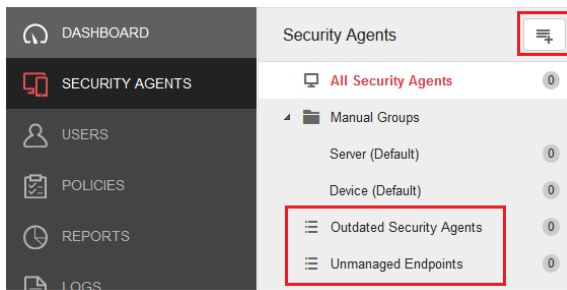 DASHBOARD
SECURITY AGENTS
USERS
POLICIES
REPORTS
LOGS
Security Agents
All Security Agents 0
Manual Groups
Server (Default) 0
Device (Default) 0
Outdated Security Agents 0
Unmanaged Endpoints 0